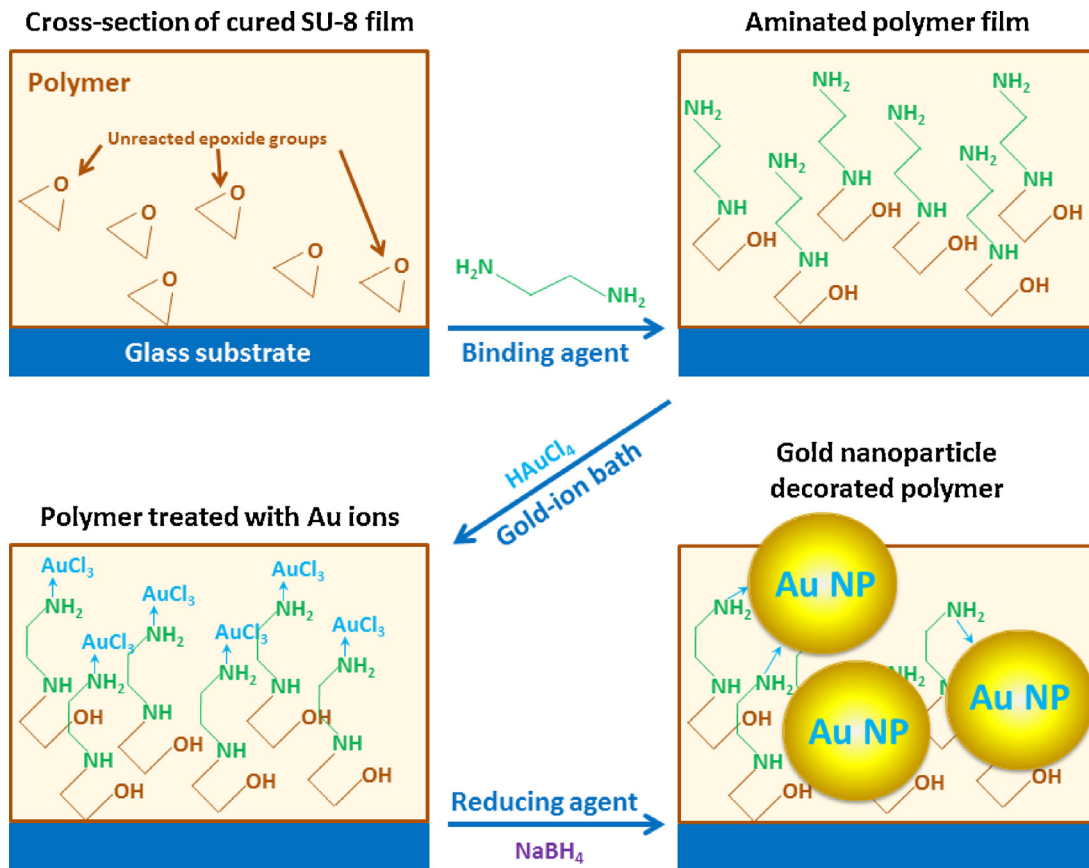 Cross-section of cured SU-8 film
Polymer
Unreacted epoxide groups
O
O
O
O
O
O
Glass substrate
H₂N
NH₂
Binding agent
Aminated polymer film
NH₂
NH₂
NH₂
NH₂
NH₂
NH₂
NH
NH
NH
OH
NH
OH
OH
OH
NH
NH
OH
OH
HAuCl₄
Gold-ion bath
Polymer treated with Au ions
AuCl₃
AuCl₃
AuCl₃
NH₂
NH₂
AuCl₃
AuCl₃
AuCl₃
NH₂
NH₂
NH₂
NH₂
NH
NH
NH
OH
OH
OH
NH
NH
NH
OH
OH
OH
Reducing agent
NaBH₄
Gold nanoparticle
decorated polymer
Au NP
NH₂
NH₂
NH₂
NH₂
NH
Au NP
Au NP
OH
OH
NH
OH
OH
OH